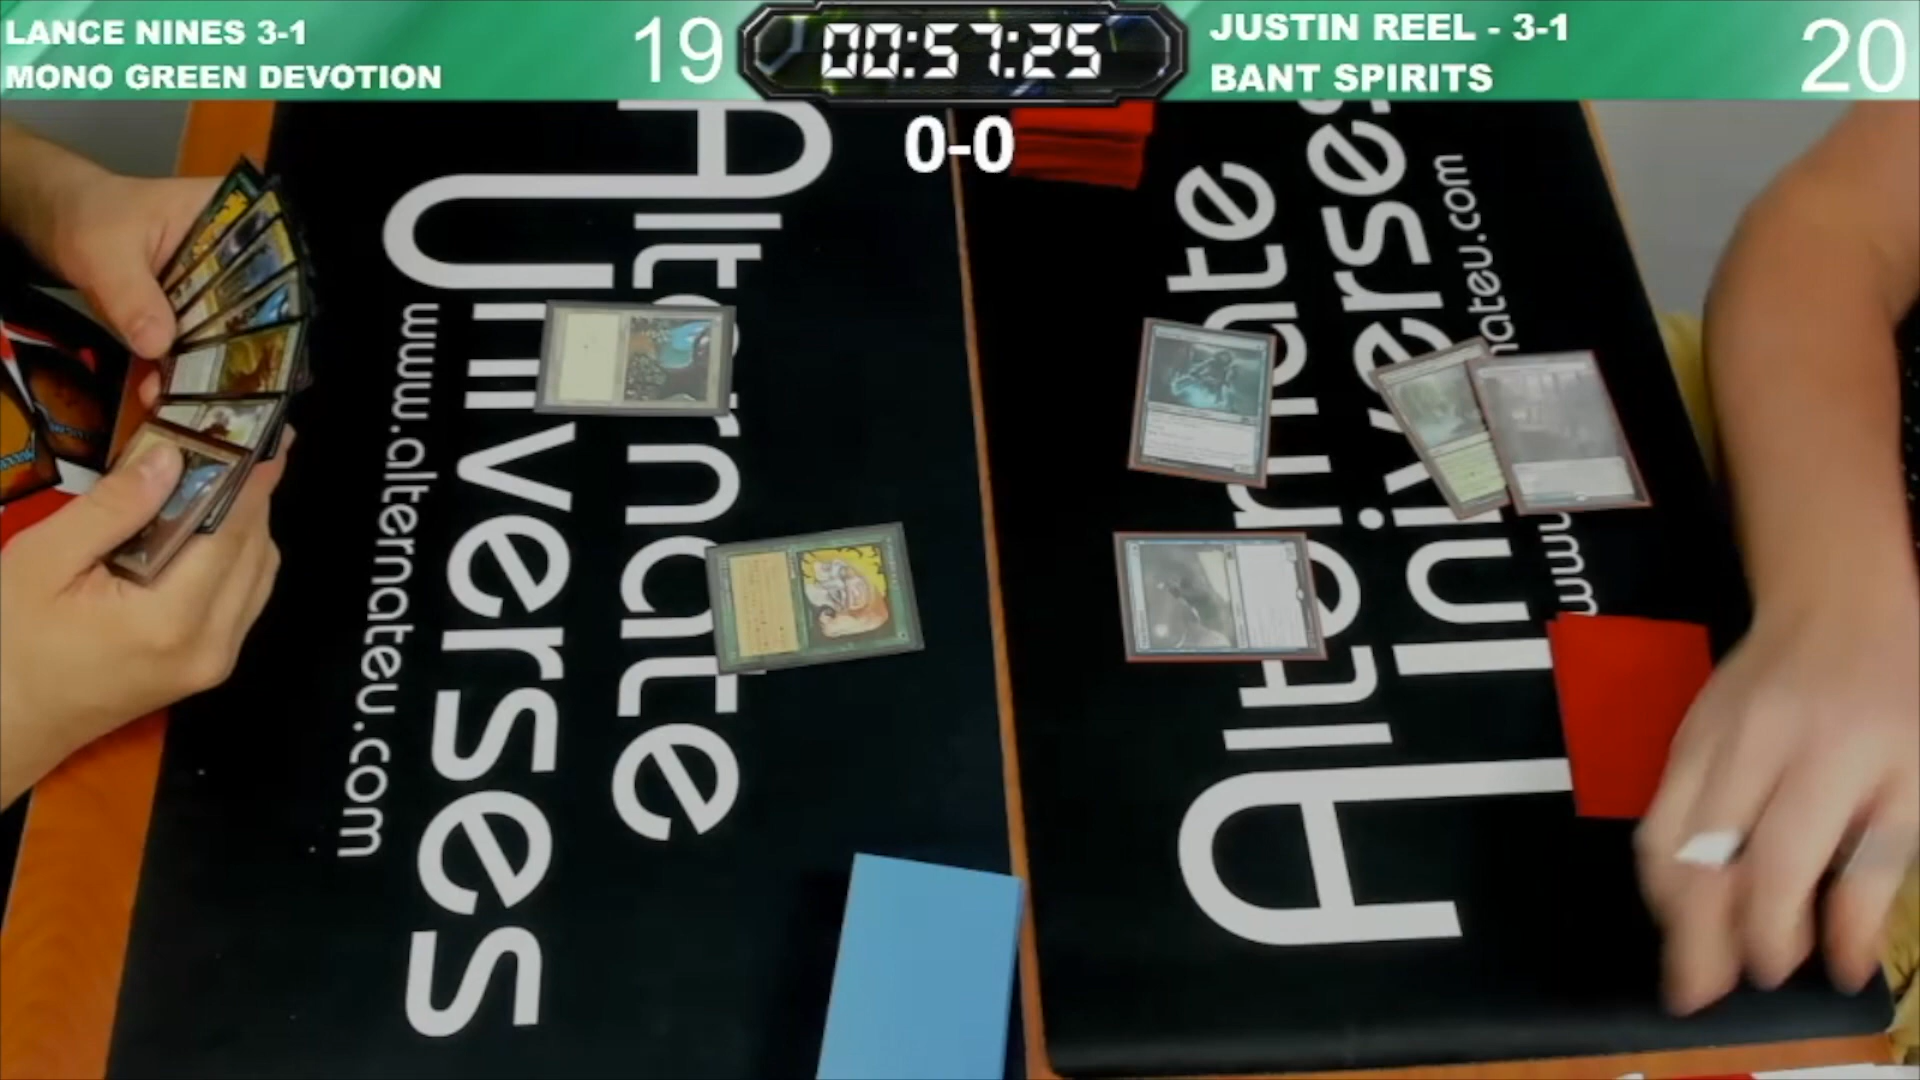 LANCE NINES 3-1
MONO GREEN DEVOTION
19
00:57:25
JUSTIN REEL - 3-1
BANT SPIRITS
20
0-0
Alternate
Universes
www.alternateu.com
Alternate
Universes
www
nateu.com